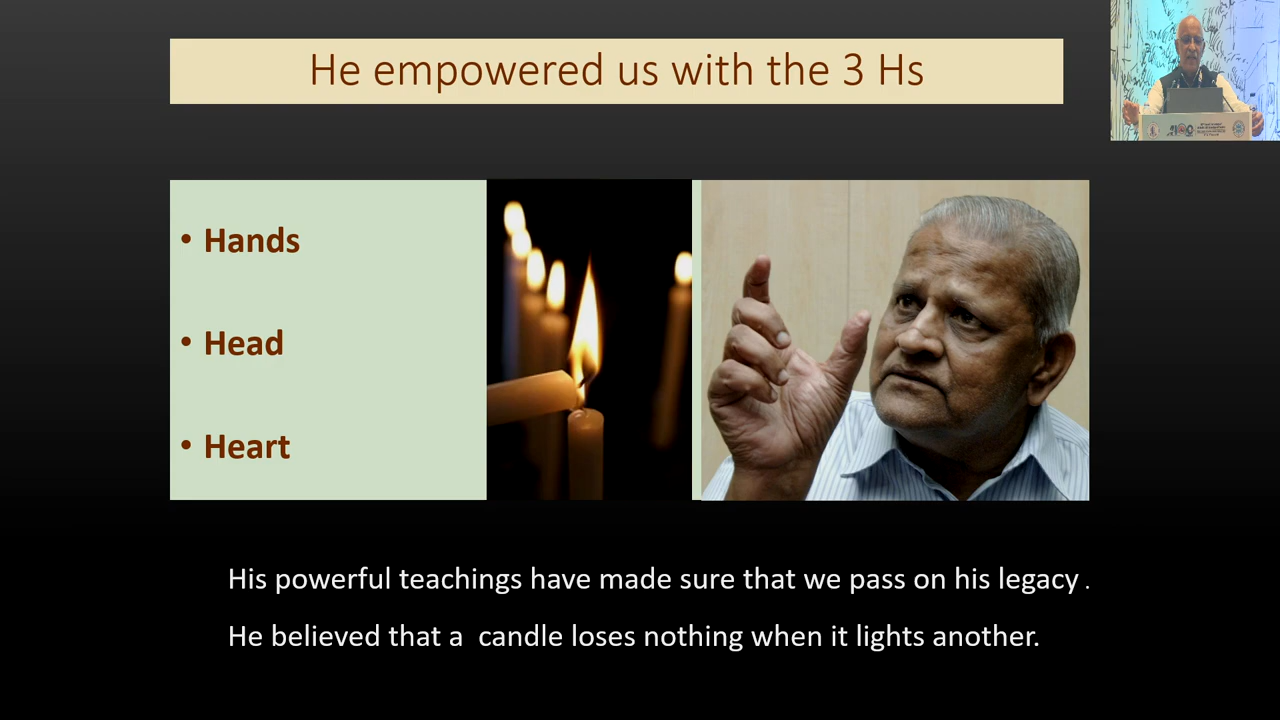 He empowered us with the 3 Hs
• Hands
• Head
• Heart
His powerful teachings have made sure that we pass on his legacy .
He believed that a candle loses nothing when it lights another.